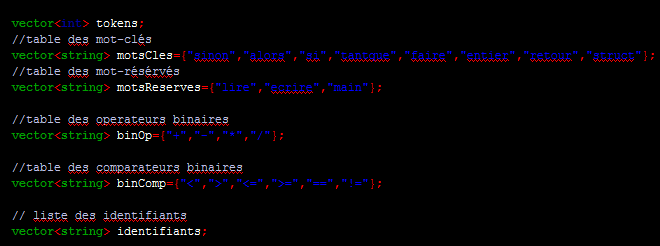 vector<int> tokens;
//table des mot-clés
vector<string> motsCles={"sinon","alors","si","tantque","faire","entier","retour","struct"};
//table des mot-résérvés
vector<string> motsReserves={"lire","ecrire","main"};
//table des operateurs binaires
vector<string> binOp={"+","-","*","/"};
//table des comparateurs binaires
vector<string> binComp={"<",">","<=",">=","==","!="};
// liste des identifiants
vector<string> identifiants;